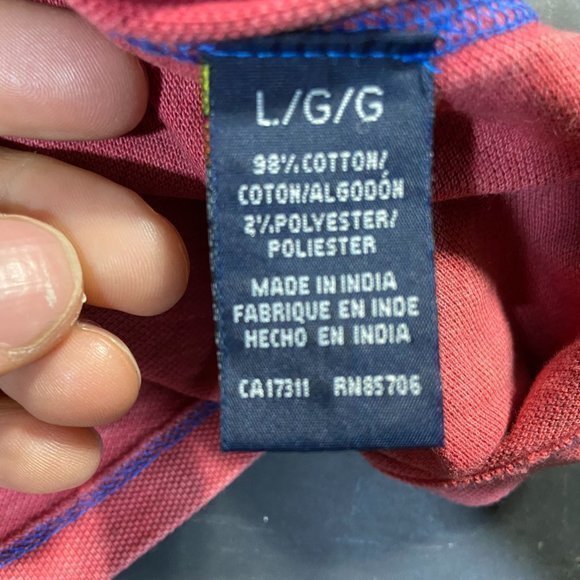 L/G/G
98% COTTON/
COTON/ALGODÓN
2% POLYESTER/
POLIESTER
MADE IN INDIA
FABRIQUE EN INDE
HECHO EN INDIA
CA17311 RN85706